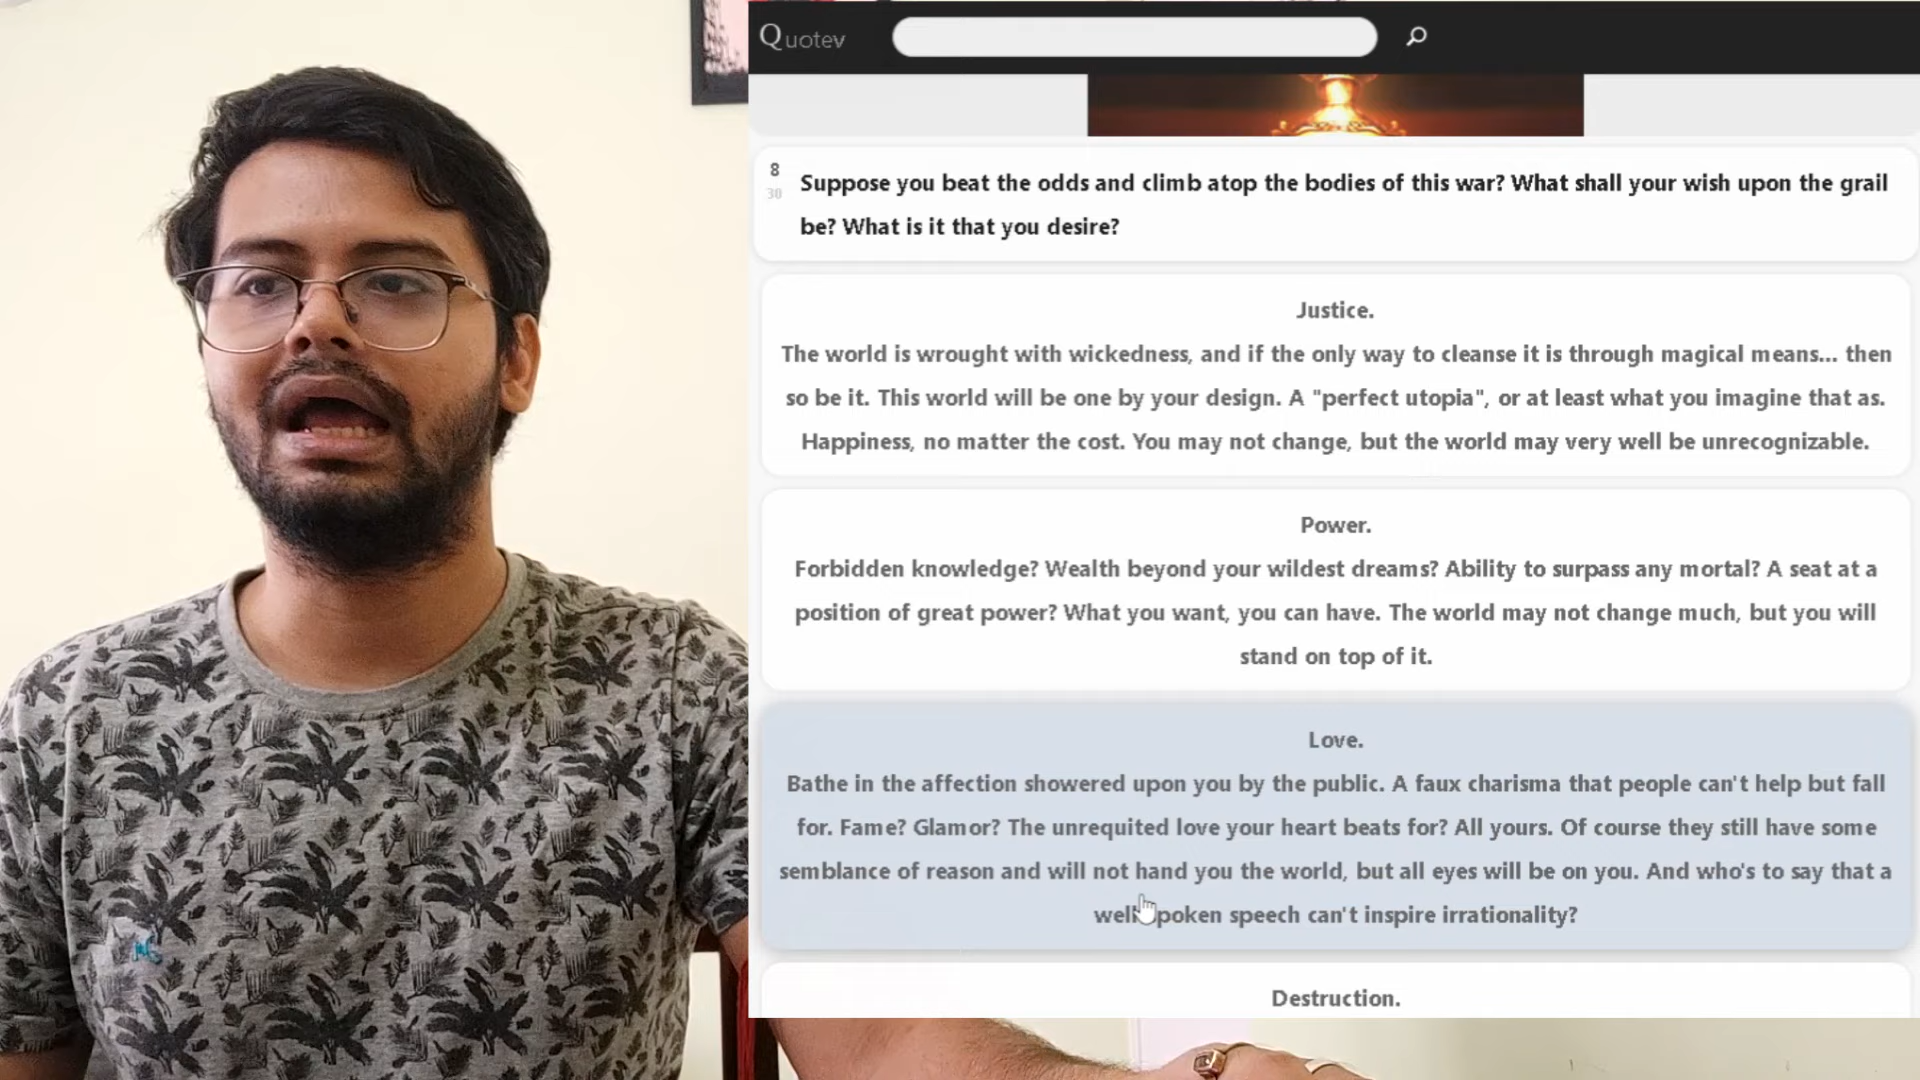 Quotev
8
30
Suppose you beat the odds and climb atop the bodies of this war? What shall your wish upon the grail
be? What is it that you desire?
Justice.
The world is wrought with wickedness, and if the only way to cleanse it is through magical means... then
so be it. This world will be one by your design. A "perfect utopia", or at least what you imagine that as.
Happiness, no matter the cost. You may not change, but the world may very well be unrecognizable.
Power.
Forbidden knowledge? Wealth beyond your wildest dreams? Ability to surpass any mortal? A seat at a
position of great power? What you want, you can have. The world may not change much, but you will
stand on top of it.
Love.
Bathe in the affection showered upon you by the public. A faux charisma that people can't help but fall
for. Fame? Glamor? The unrequited love your heart beats for? All yours. Of course they still have some
semblance of reason and will not hand you the world, but all eyes will be on you. And who's to say that a
well spoken speech can't inspire irrationality?
Destruction.